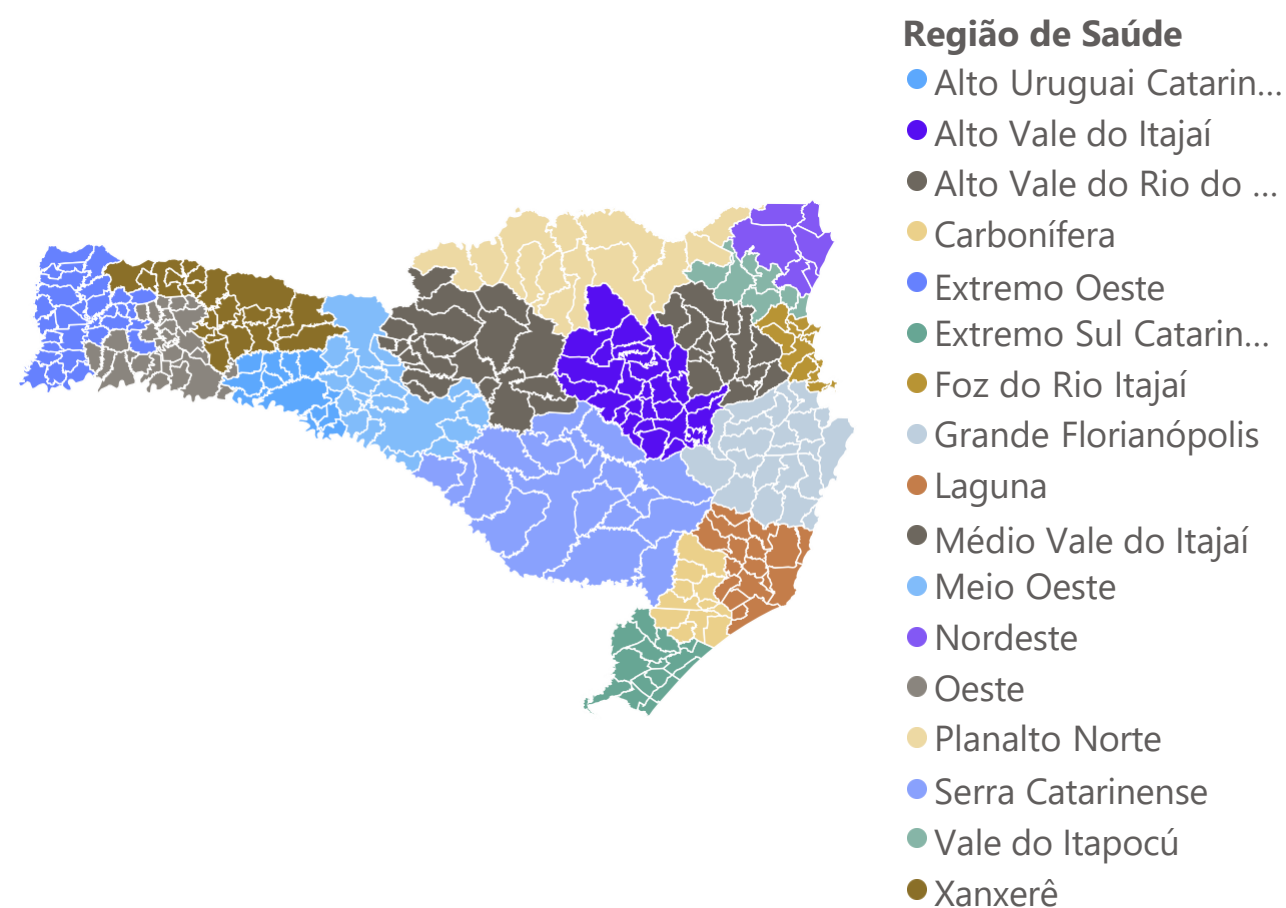 Região de Saúde
Alto Uruguai Catarin...
Alto Vale do Itajaí
Alto Vale do Rio do ...
Carbonífera
Extremo Oeste
Extremo Sul Catarin...
Foz do Rio Itajaí
Grande Florianópolis
Laguna
Médio Vale do Itajaí
Meio Oeste
Nordeste
Oeste
Planalto Norte
Serra Catarinense
Vale do Itapocú
Xanxerê